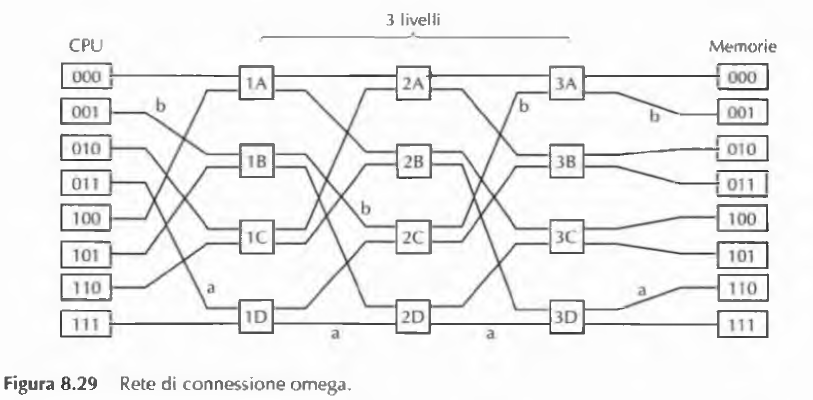 3 livelli
CPU Memorie
000 1A 2A 3A 000
001 b b b 001
010 1B 2B 3B 010
011 011
100 b 100
1C 2C 3C
101 101
110 a a 110
111 1D 2D 3D 111
a a
Figura 8.29 Rete di connessione omega.